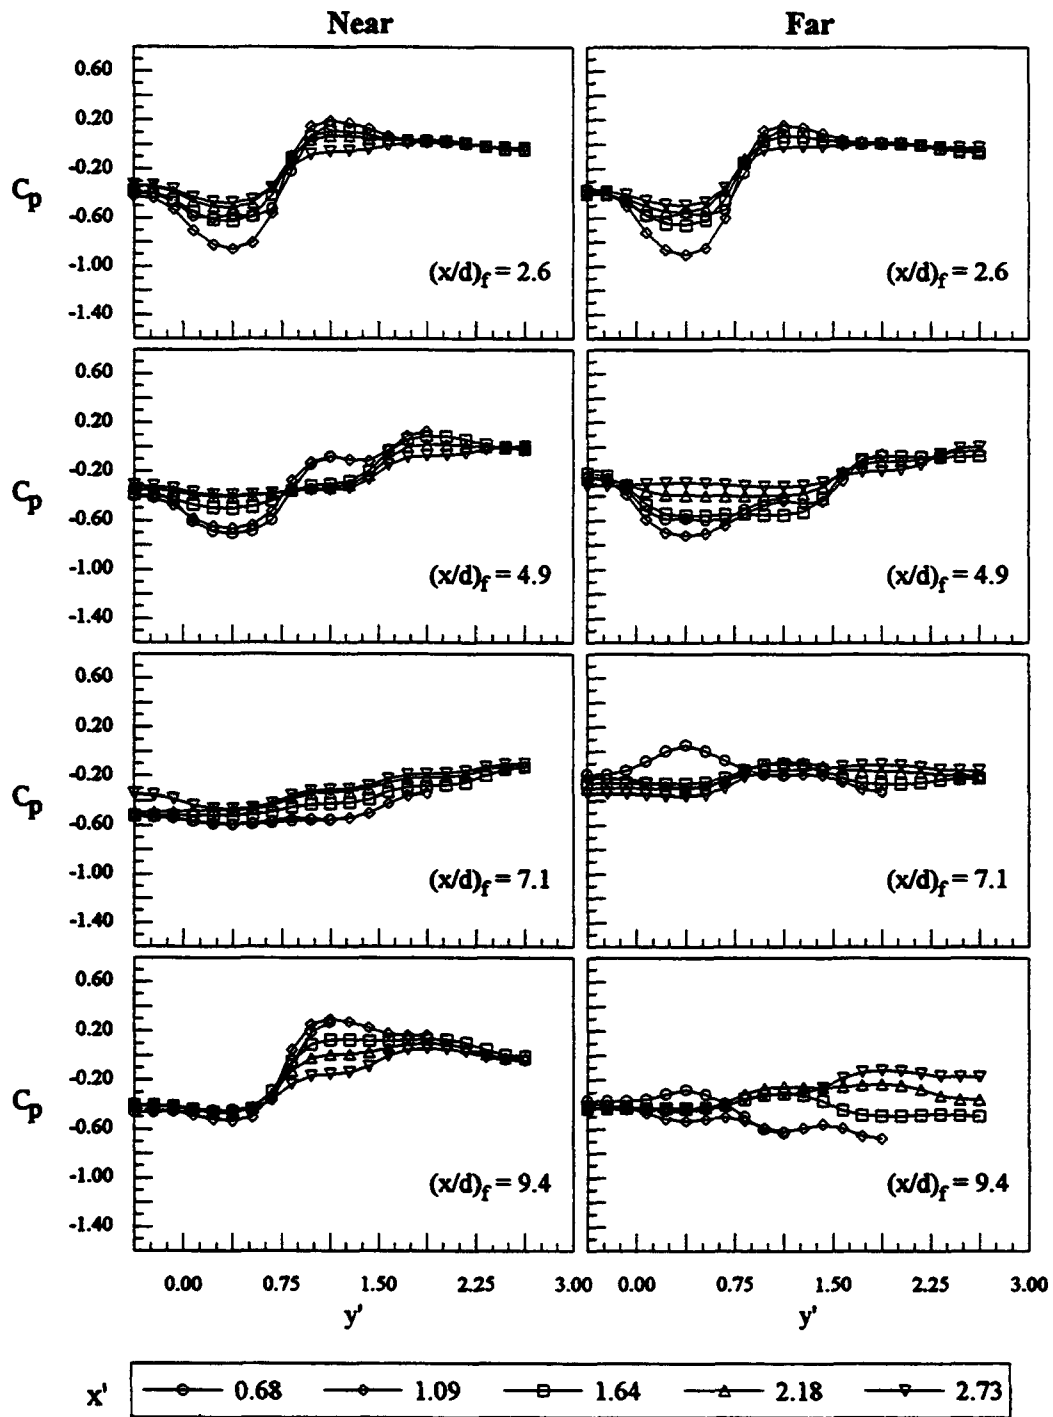 Near Far
0.60
0.20
-0.20
Cp
-0.60
-1.00
-1.40
(x/d)f = 2.6 (x/d)f = 2.6
0.60
0.20
-0.20
Cp
-0.60
-1.00
-1.40
(x/d)f = 4.9 (x/d)f = 4.9
0.60
0.20
-0.20
Cp
-0.60
-1.00
-1.40
(x/d)f = 7.1 (x/d)f = 7.1
0.60
0.20
-0.20
Cp
-0.60
-1.00
-1.40
(x/d)f = 9.4 (x/d)f = 9.4
0.00 0.75 1.50 2.25 3.00 0.00 0.75 1.50 2.25 3.00
y' y'
x' 0.68 1.09 1.64 2.18 2.73